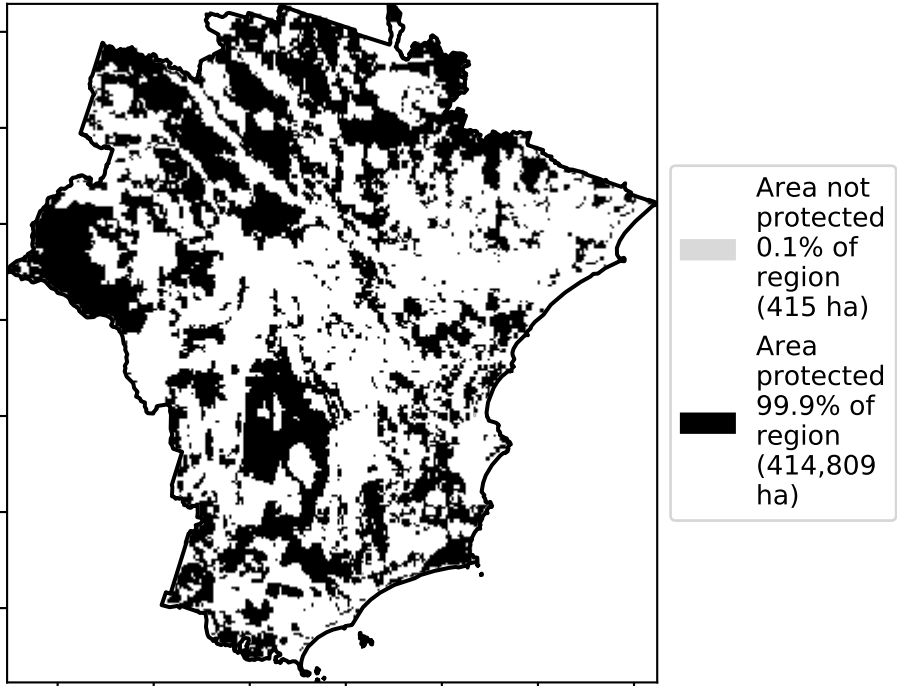 Area not
protected
0.1% of
region
(415 ha)
Area
protected
99.9% of
region
(414,809
ha)